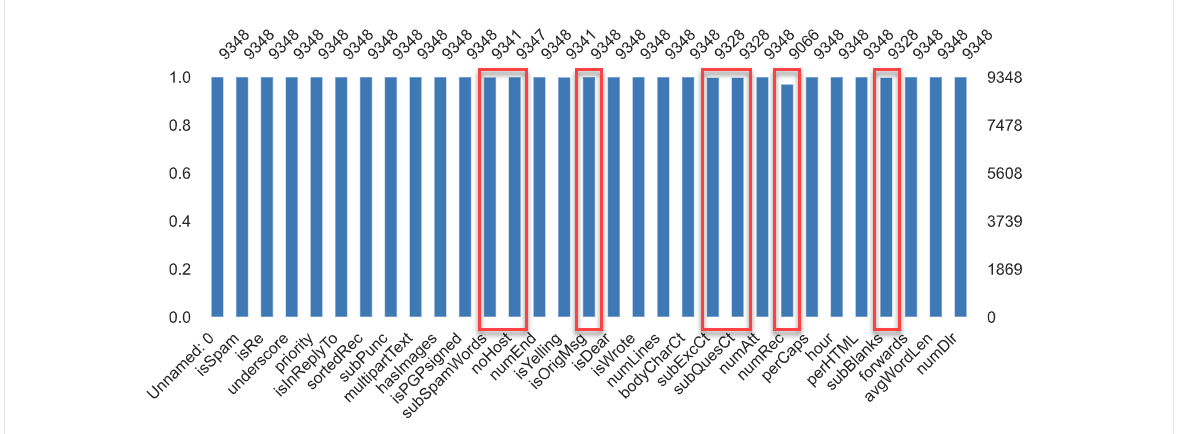 9348
9348
9348
9348
9348
9348
9348
9348
9348
9348
9348
9341
9347
9348
9341
9348
9348
9348
9348
9348
9328
9328
9348
9066
9348
9348
9348
9328
9348
9348
9348
1.0
0.8
0.6
0.4
0.2
0.0
9348
7478
5608
3739
1869
0
Unnamed: 0
isSpam
isRe
underscore
priority
isInReplyTo
sortedRec
subPunc
multipartText
hasImages
isPGPsigned
subSpamWords
noHost
numEnd
isYelling
isOrigMsg
isDear
isWrote
numLines
bodyCharCt
subExcCt
subQuesCt
numAtt
numRec
perCaps
hour
perHTML
subBlanks
forwards
avgWordLen
numDlr